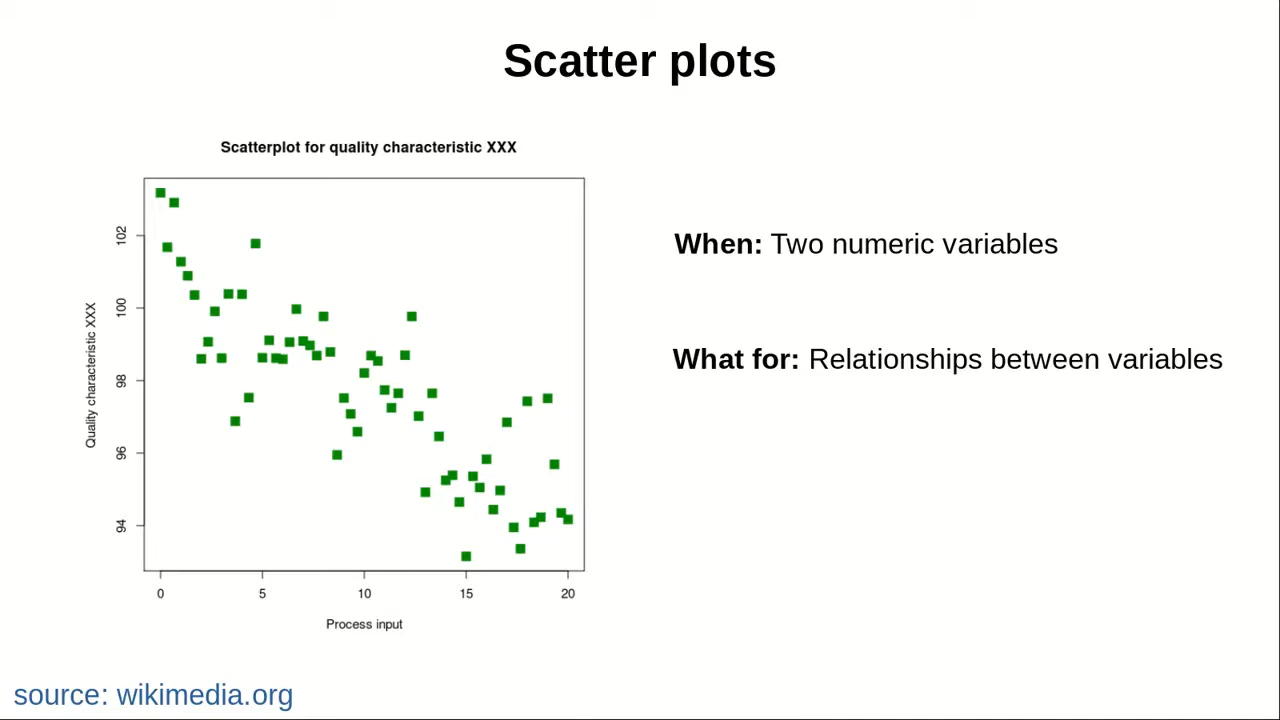 Scatter plots
Scatterplot for quality characteristic XXX
When: Two numeric variables
What for: Relationships between variables
Quality characteristic XXX
102
100
98
96
94
0 5 10 15 20
Process input
source: wikimedia.org